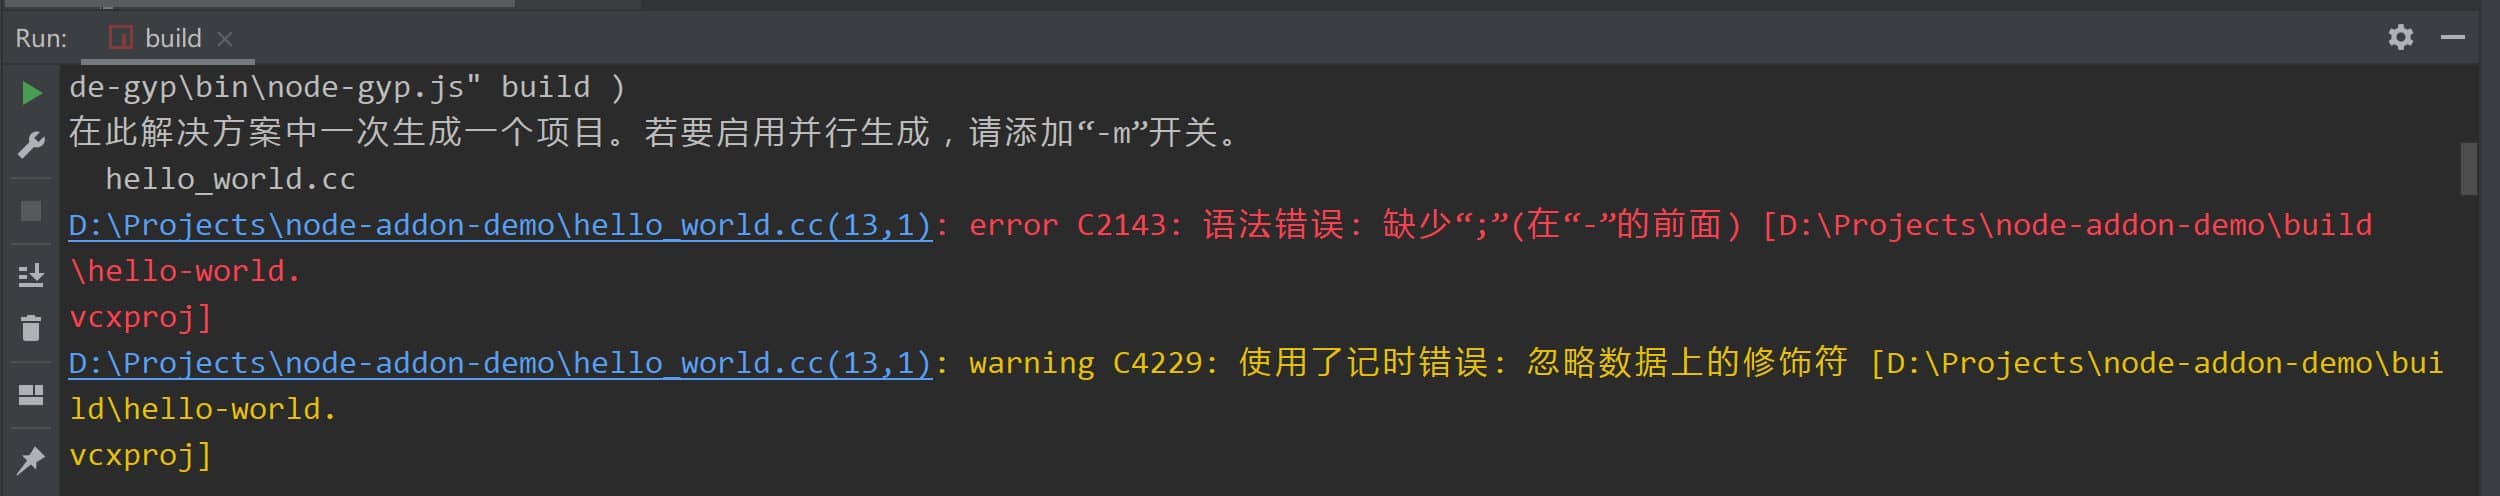 Run: build
de-gyp\bin\node-gyp.js" build )
在此解决方案中一次生成一个项目。若要启用并行生成，请添加“-m”开关。
hello_world.cc
D:\Projects\node-addon-demo\hello_world.cc(13,1): error C2143: 语法错误: 缺少“;”(在“-”的前面) [D:\Projects\node-addon-demo\build
\hello-world.
vcxproj]
D:\Projects\node-addon-demo\hello_world.cc(13,1): warning C4229: 使用了记时错误: 忽略数据上的修饰符 [D:\Projects\node-addon-demo\bui
ld\hello-world.
vcxproj]